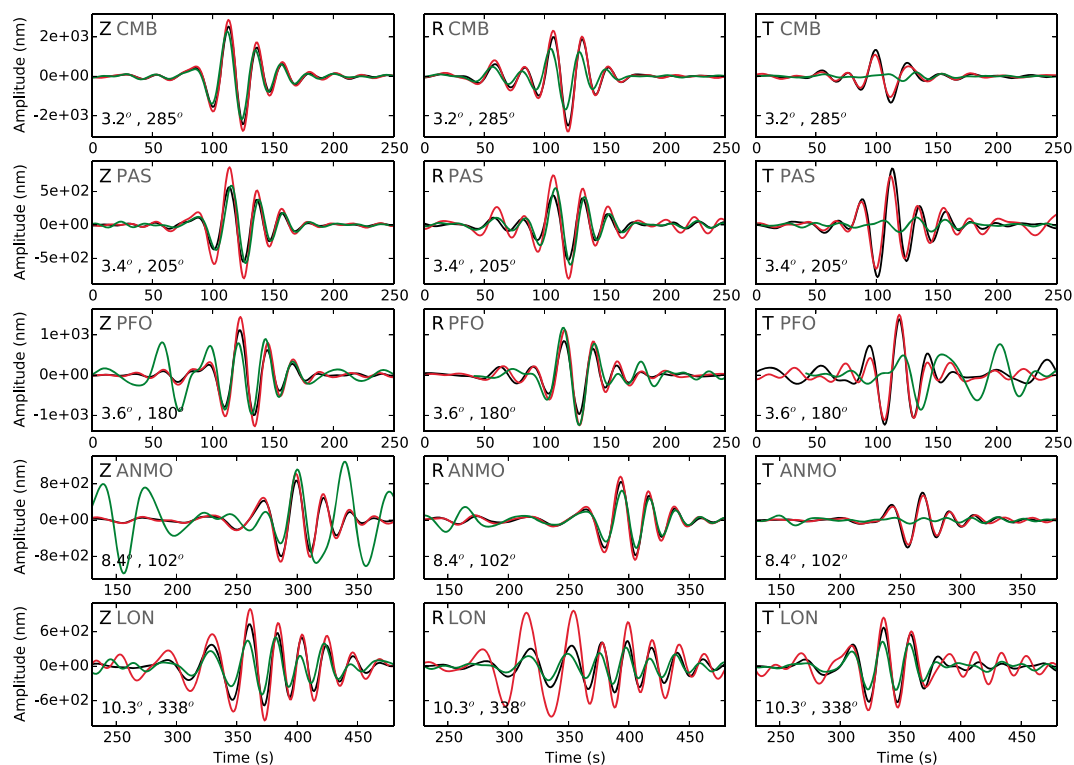 Z CMB
R CMB
T CMB
Amplitude (nm)
2e+03
0e+00
-2e+03
3.2° , 285°
3.2° , 285°
3.2° , 285°
0 50 100 150 200 250
0 50 100 150 200 250
0 50 100 150 200 250
Z PAS
R PAS
T PAS
Amplitude (nm)
5e+02
0e+00
-5e+02
3.4° , 205°
3.4° , 205°
3.4° , 205°
0 50 100 150 200 250
0 50 100 150 200 250
0 50 100 150 200 250
Z PFO
R PFO
T PFO
Amplitude (nm)
1e+03
0e+00
-1e+03
3.6° , 180°
3.6° , 180°
3.6° , 180°
0 50 100 150 200 250
0 50 100 150 200 250
0 50 100 150 200 250
Z ANMO
R ANMO
T ANMO
Amplitude (nm)
8e+02
0e+00
-8e+02
8.4° , 102°
8.4° , 102°
8.4° , 102°
150 200 250 300 350
150 200 250 300 350
150 200 250 300 350
Z LON
R LON
T LON
Amplitude (nm)
6e+02
0e+00
-6e+02
10.3° , 338°
10.3° , 338°
10.3° , 338°
250 300 350 400 450
250 300 350 400 450
250 300 350 400 450
Time (s)
Time (s)
Time (s)